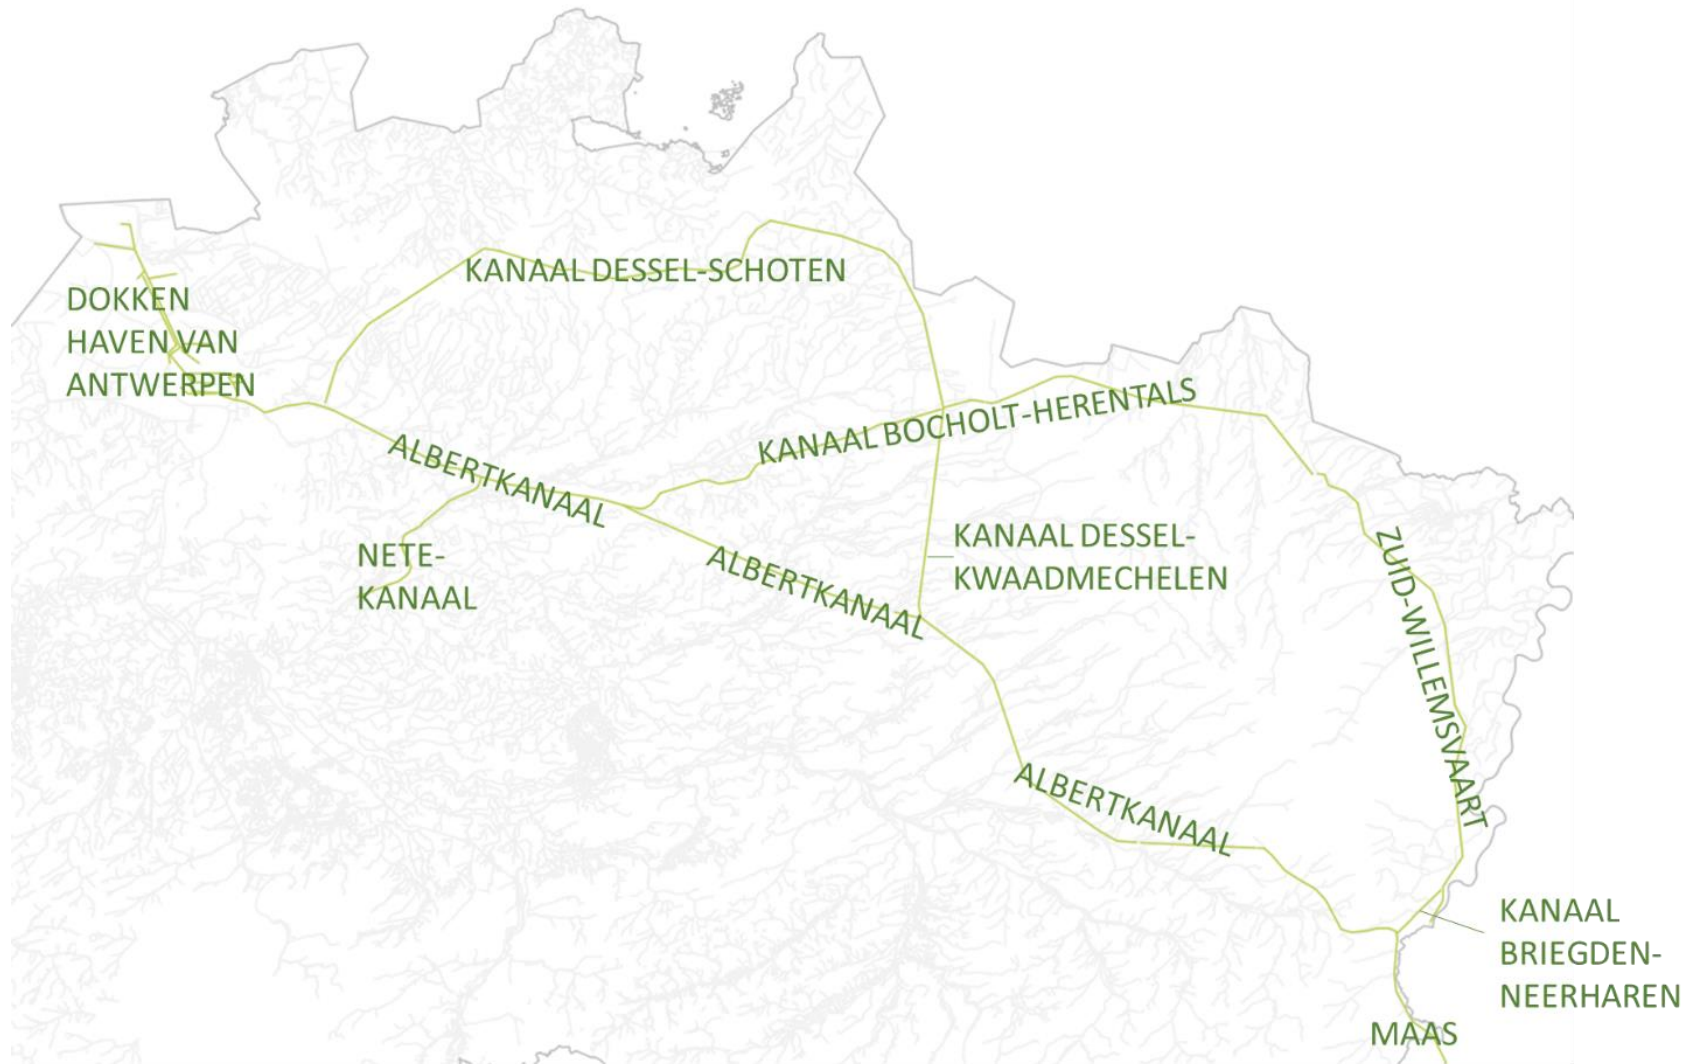 KANAAL DESSEL-SCHOTEN
DOKKEN
HAVEN VAN
ANTWERPEN
KANAAL BOCHOLT-HERENTALS
ALBERTKANAAL
NETE-
KANAAL
ALBERTKANAAL
KANAAL DESSEL-
KWAADMECHELEN
ZUID-WILLEMSVAART
ALBERTKANAAL
KANAAL
BRIEGDEN-
NEERHAREN
MAAS